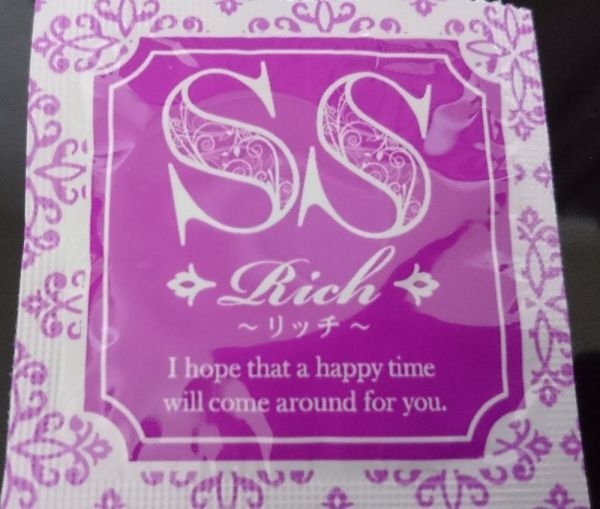 SS
Rich
～リッチ～
I hope that a happy time
will come around for you.